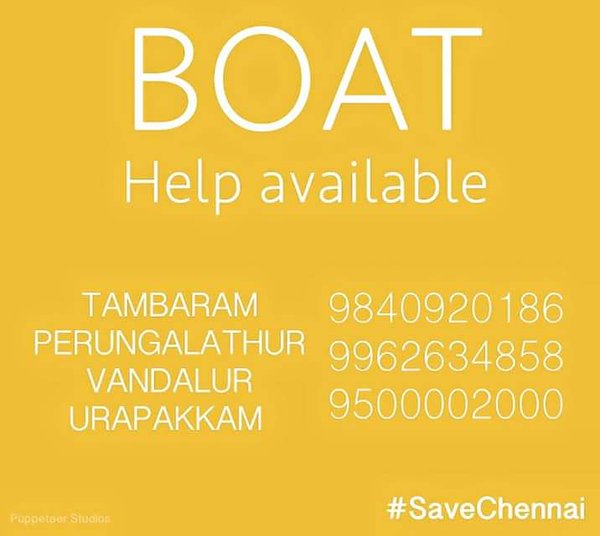 BOAT
Help available
TAMBARAM
PERUNGALATHUR
VANDALUR
URAPAKKAM
9840920186
9962634858
9500002000
#SaveChennai
Puppeteer Studios